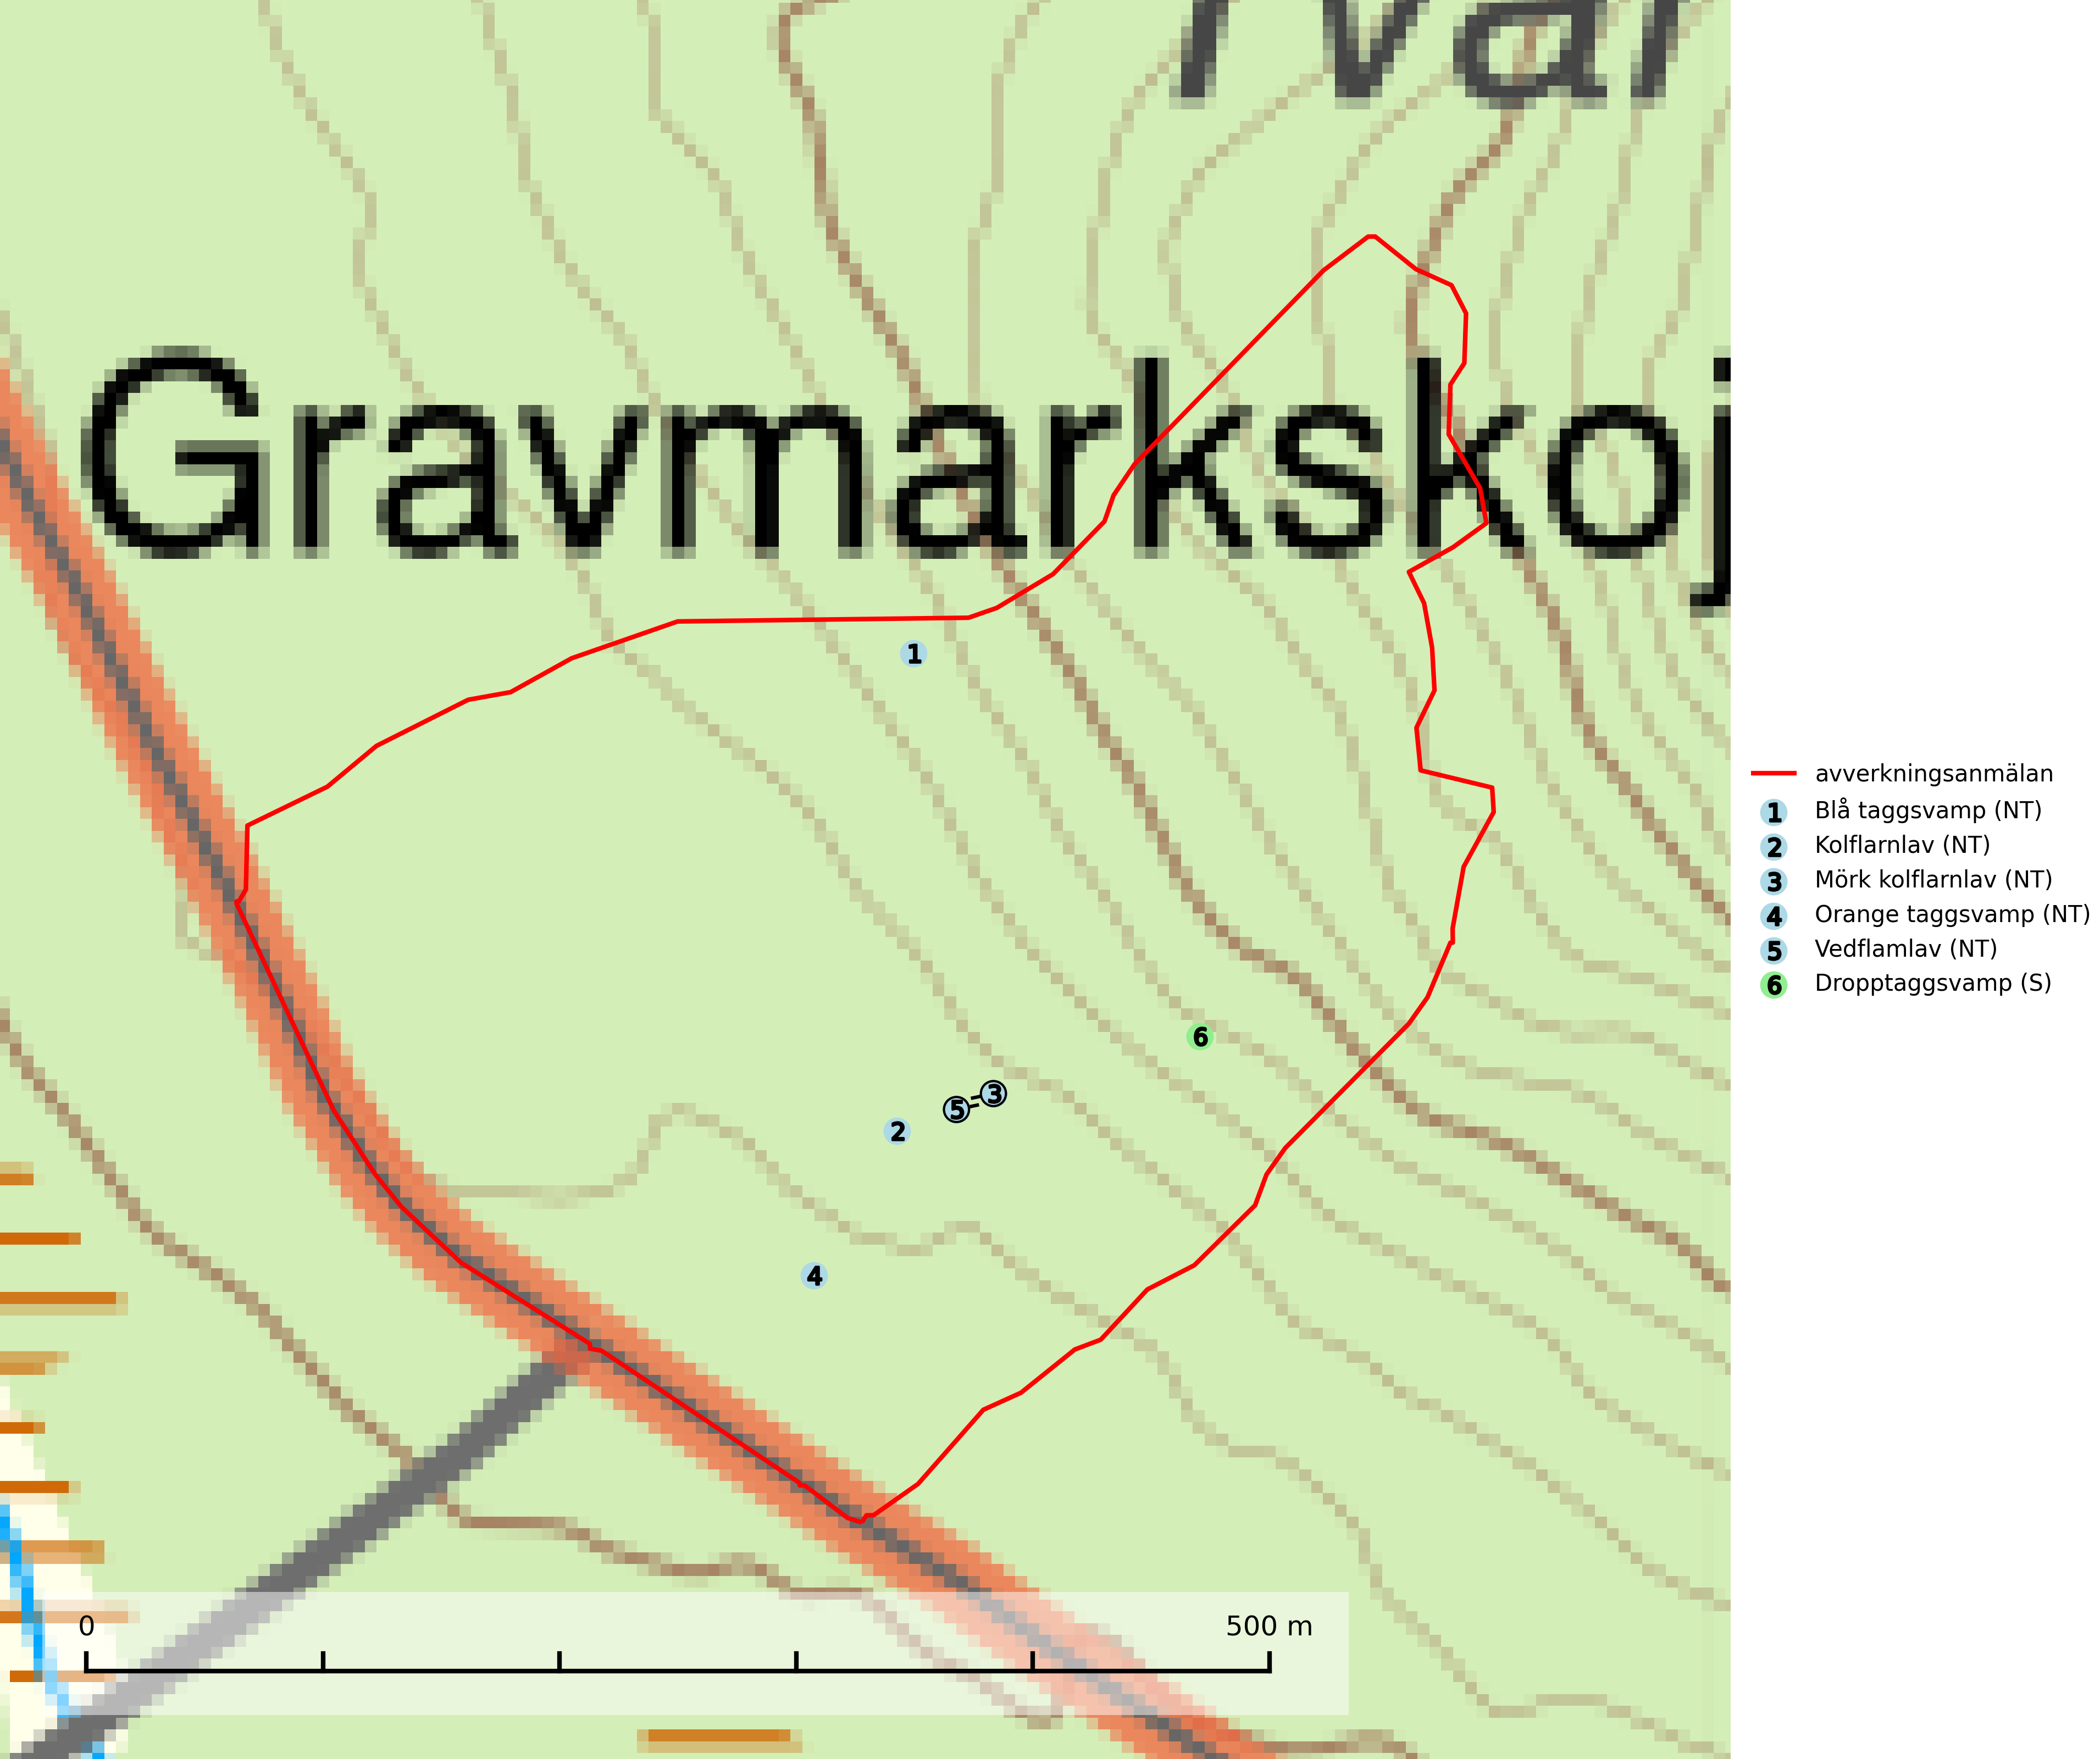 Gravmarkskoj
avverkningsanmälan
1 Blå taggsvamp (NT)
2 Kolflarnlav (NT)
3 Mörk kolflarnlav (NT)
4 Orange taggsvamp (NT)
5 Vedflamlav (NT)
6 Dropptaggsvamp (S)
1
6
3
5
2
4
0 500 m